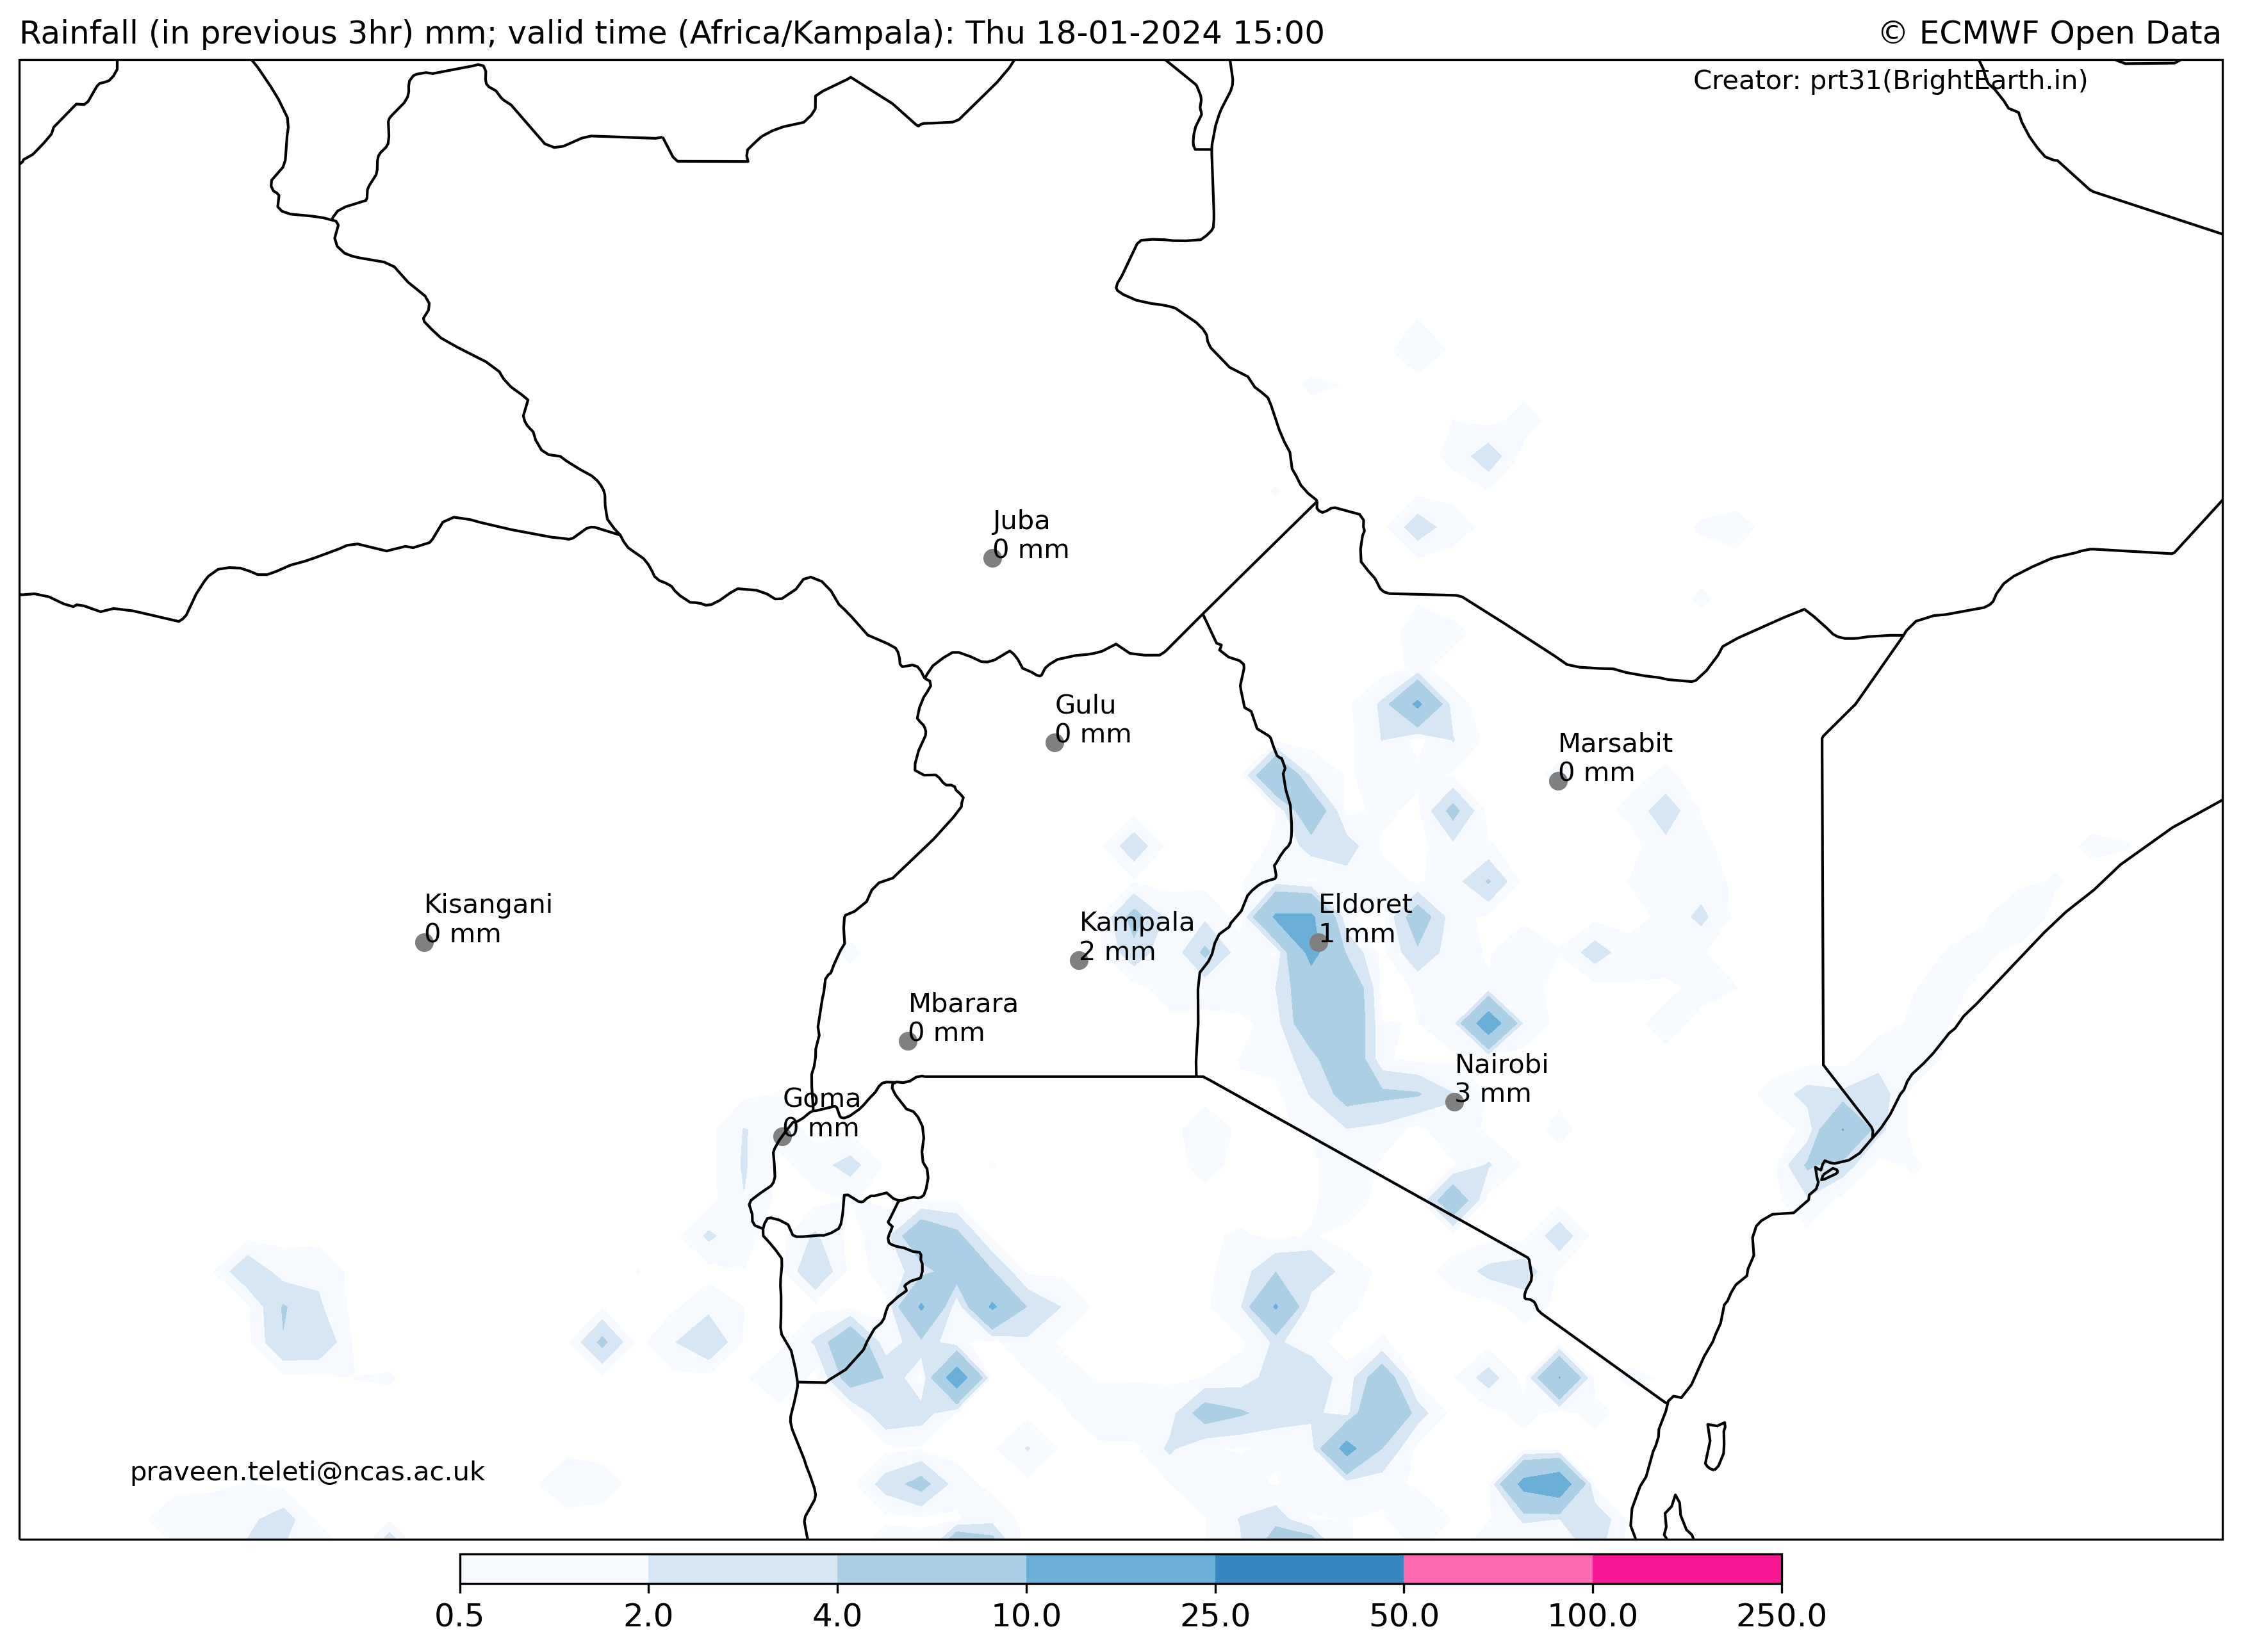 Rainfall (in previous 3hr) mm; valid time (Africa/Kampala): Thu 18-01-2024 15:00
© ECMWF Open Data
Creator: prt31(BrightEarth.in)
Juba
0 mm
Gulu
0 mm
Marsabit
0 mm
Kisangani
0 mm
Kampala
2 mm
Eldoret
1 mm
Mbarara
0 mm
Nairobi
3 mm
Goma
0 mm
praveen.teleti@ncas.ac.uk
0.5 2.0 4.0 10.0 25.0 50.0 100.0 250.0